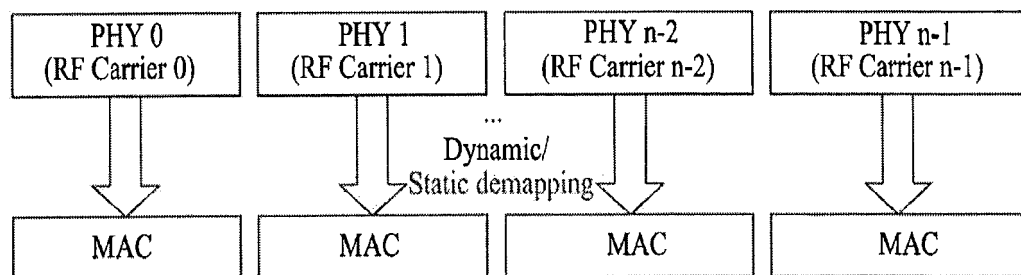 PHY 0
(RF Carrier 0)
PHY 1
(RF Carrier 1)
PHY n-2
(RF Carrier n-2)
PHY n-1
(RF Carrier n-1)
...
Dynamic/
Static demapping
MAC
MAC
MAC
MAC